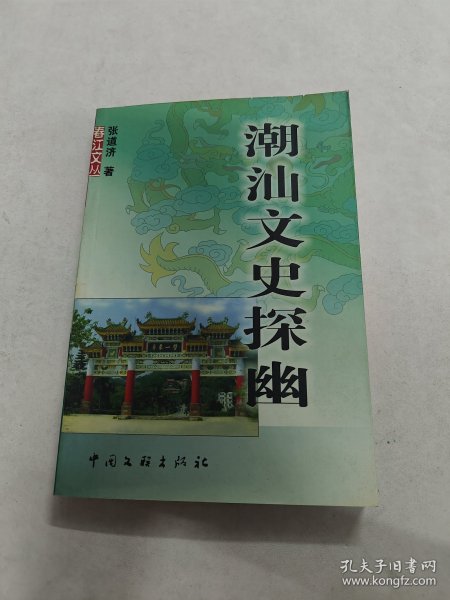 春江文丛
张道济 著
潮汕文史探幽
中国文联出版社
孔夫子旧书网
www.kongfz.com